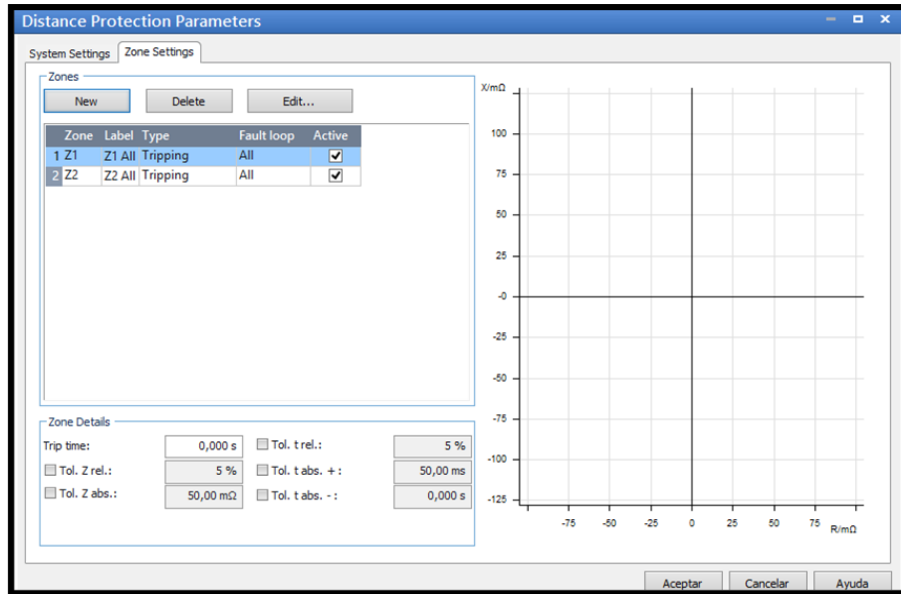 Distance Protection Parameters
System Settings Zone Settings
Zones
New Delete Edit...
Zone Label Type Fault loop Active
1 Z1 Z1 All Tripping All
2 Z2 Z2 All Tripping All
Zone Details
Trip time: 0,000 s Tol. t rel.: 5 %
Tol. Z rel.: 5 % Tol. t abs. + : 50,00 ms
Tol. Z abs.: 50,00 mΩ Tol. t abs. - : 0,000 s
X/mΩ
100
75
50
25
-0
-25
-50
-75
-100
-125
-75 -50 -25 0 25 50 75 R/mΩ
Aceptar Cancelar Ayuda